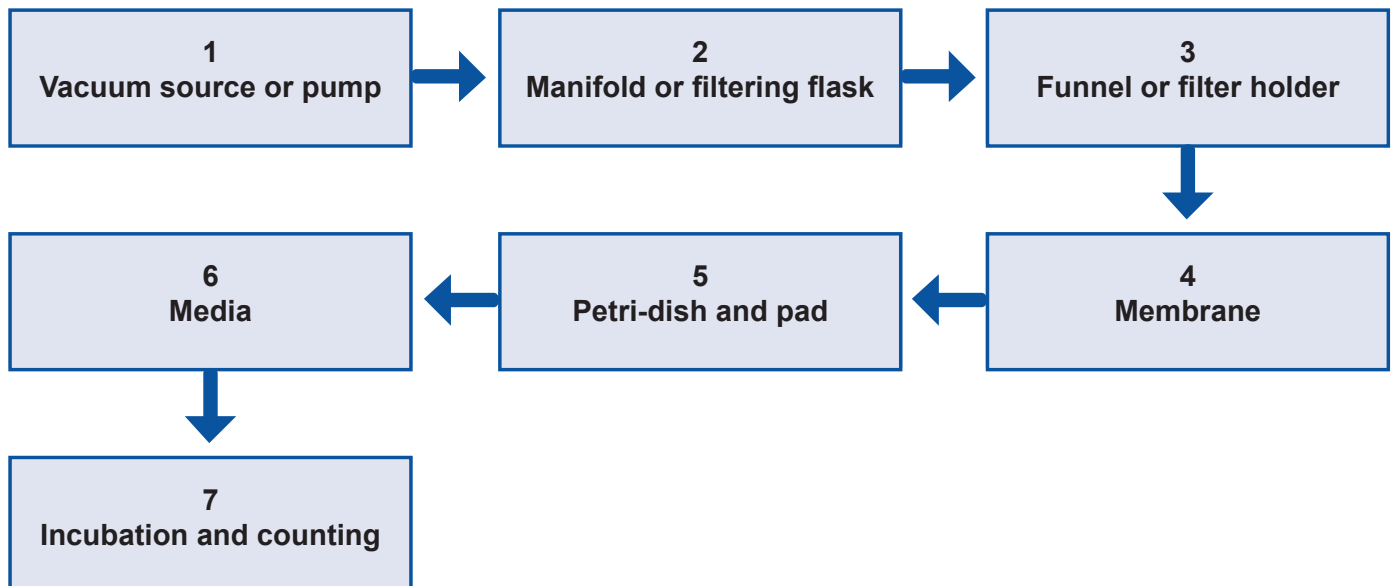 1
Vacuum source or pump
2
Manifold or filtering flask
3
Funnel or filter holder
4
Membrane
5
Petri-dish and pad
6
Media
7
Incubation and counting